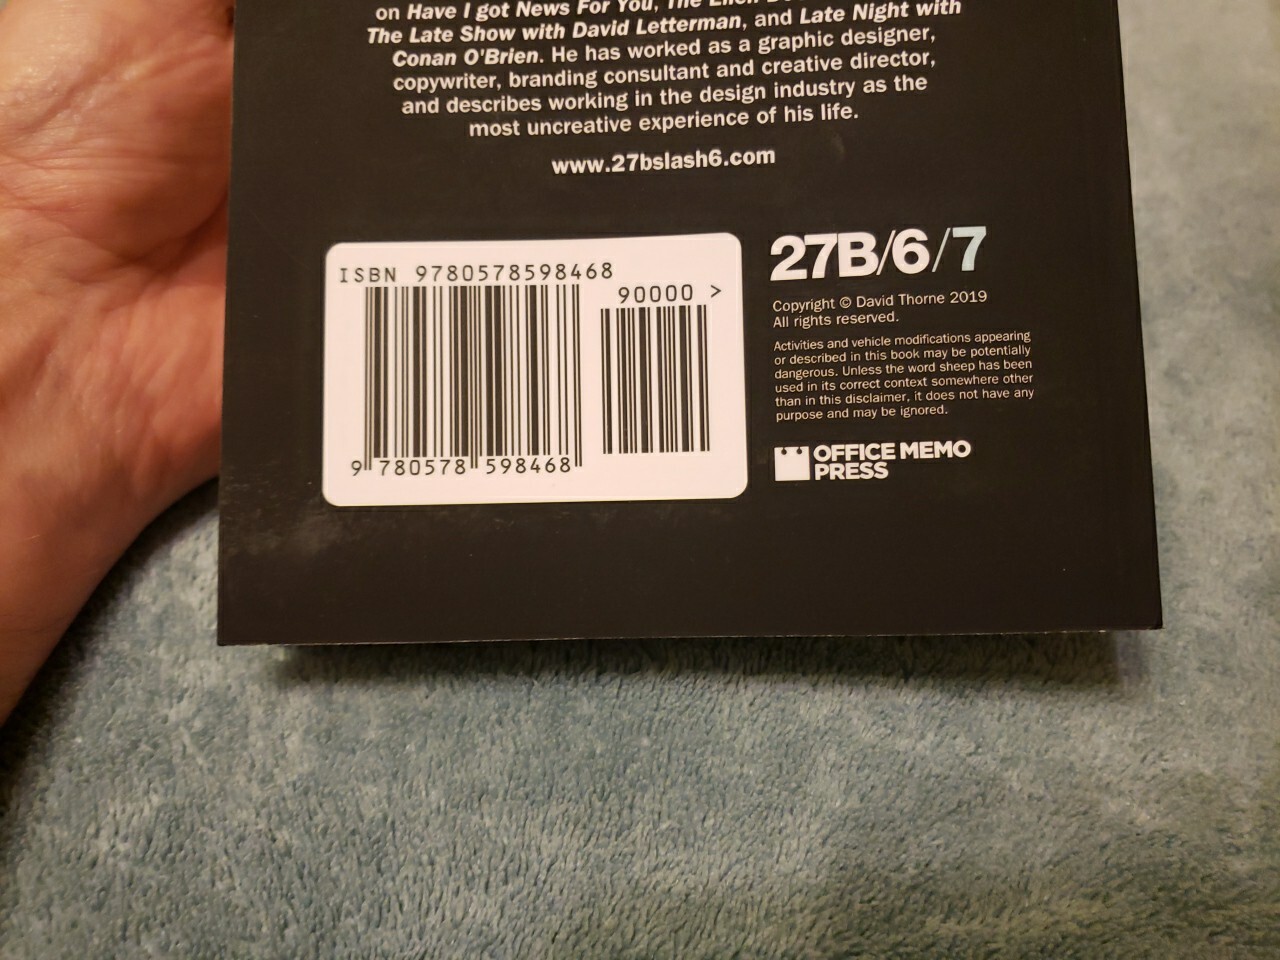 on Have I got News For You, The Ellen
The Late Show with David Letterman, and Late Night with
Conan O'Brien. He has worked as a graphic designer,
copywriter, branding consultant and creative director,
and describes working in the design industry as the
most uncreative experience of his life.
www.27bslash6.com
ISBN 9780578598468
90000 >
9 780578 598468
27B/6/7
Copyright © David Thorne 2019
All rights reserved.
Activities and vehicle modifications appearing
or described in this book may be potentially
dangerous. Unless the word sheep has been
used in its correct context somewhere other
than in this disclaimer, it does not have any
purpose and may be ignored.
OFFICE MEMO
PRESS